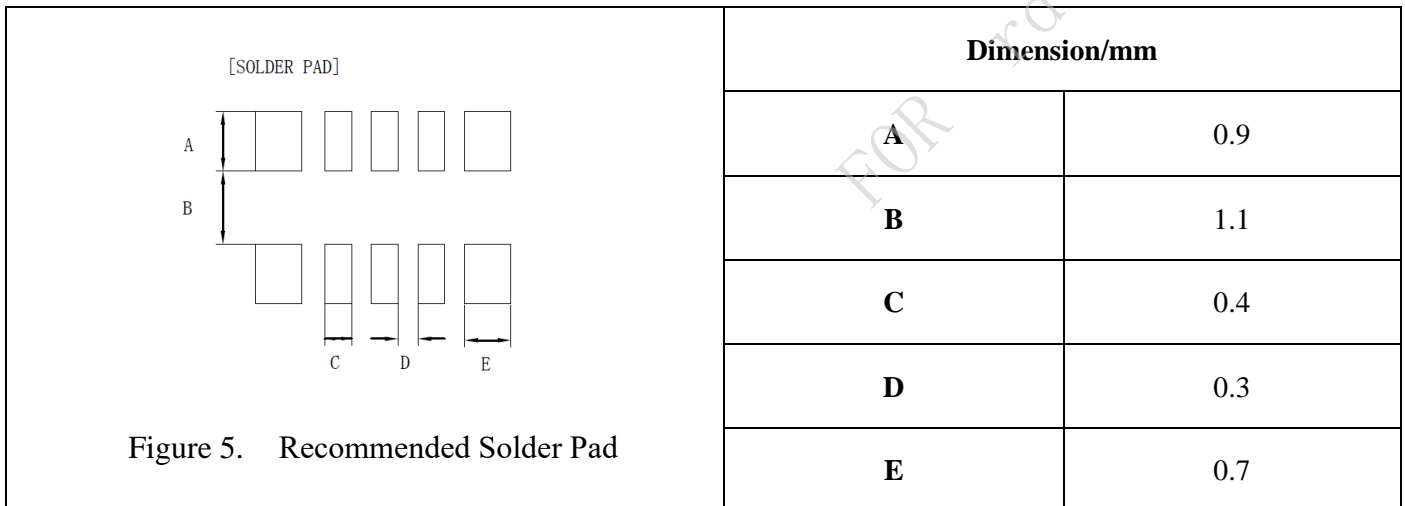 [SOLDER PAD]
A
B
C D E
Figure 5. Recommended Solder Pad
Dimension/mm
A 0.9
B 1.1
C 0.4
D 0.3
E 0.7
FOR